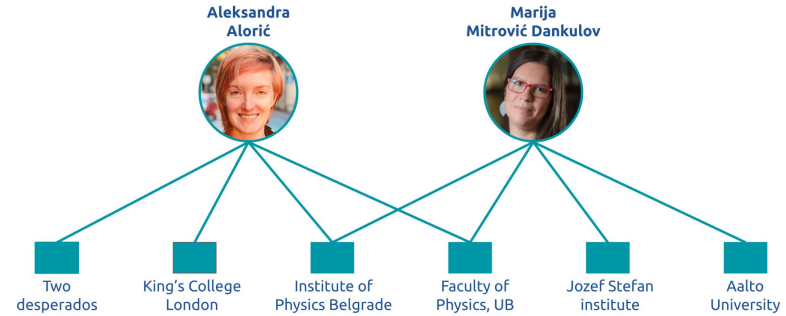 Aleksandra
Alorić
Marija
Mitrović Dankulov
Two
desperados
King's College
London
Institute of
Physics Belgrade
Faculty of
Physics, UB
Jozef Stefan
institute
Aalto
University